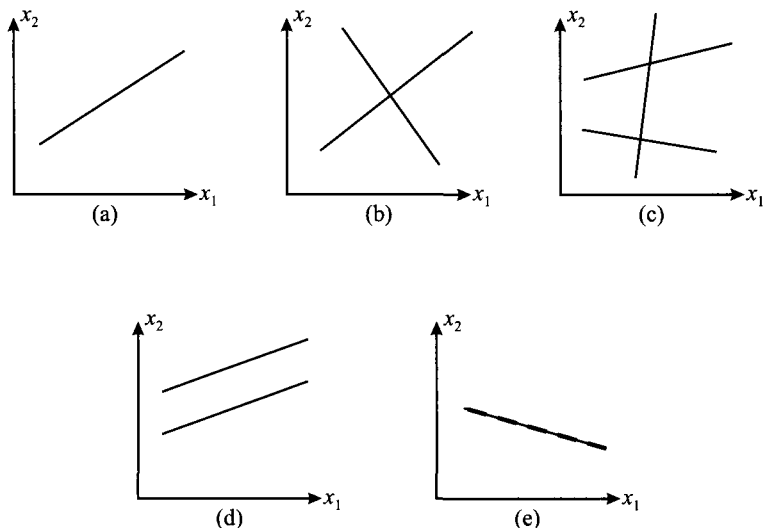 x₂ x₂ x₂
x₁ x₁ x₁
(a) (b) (c)
x₂ x₂
x₁ x₁
(d) (e)